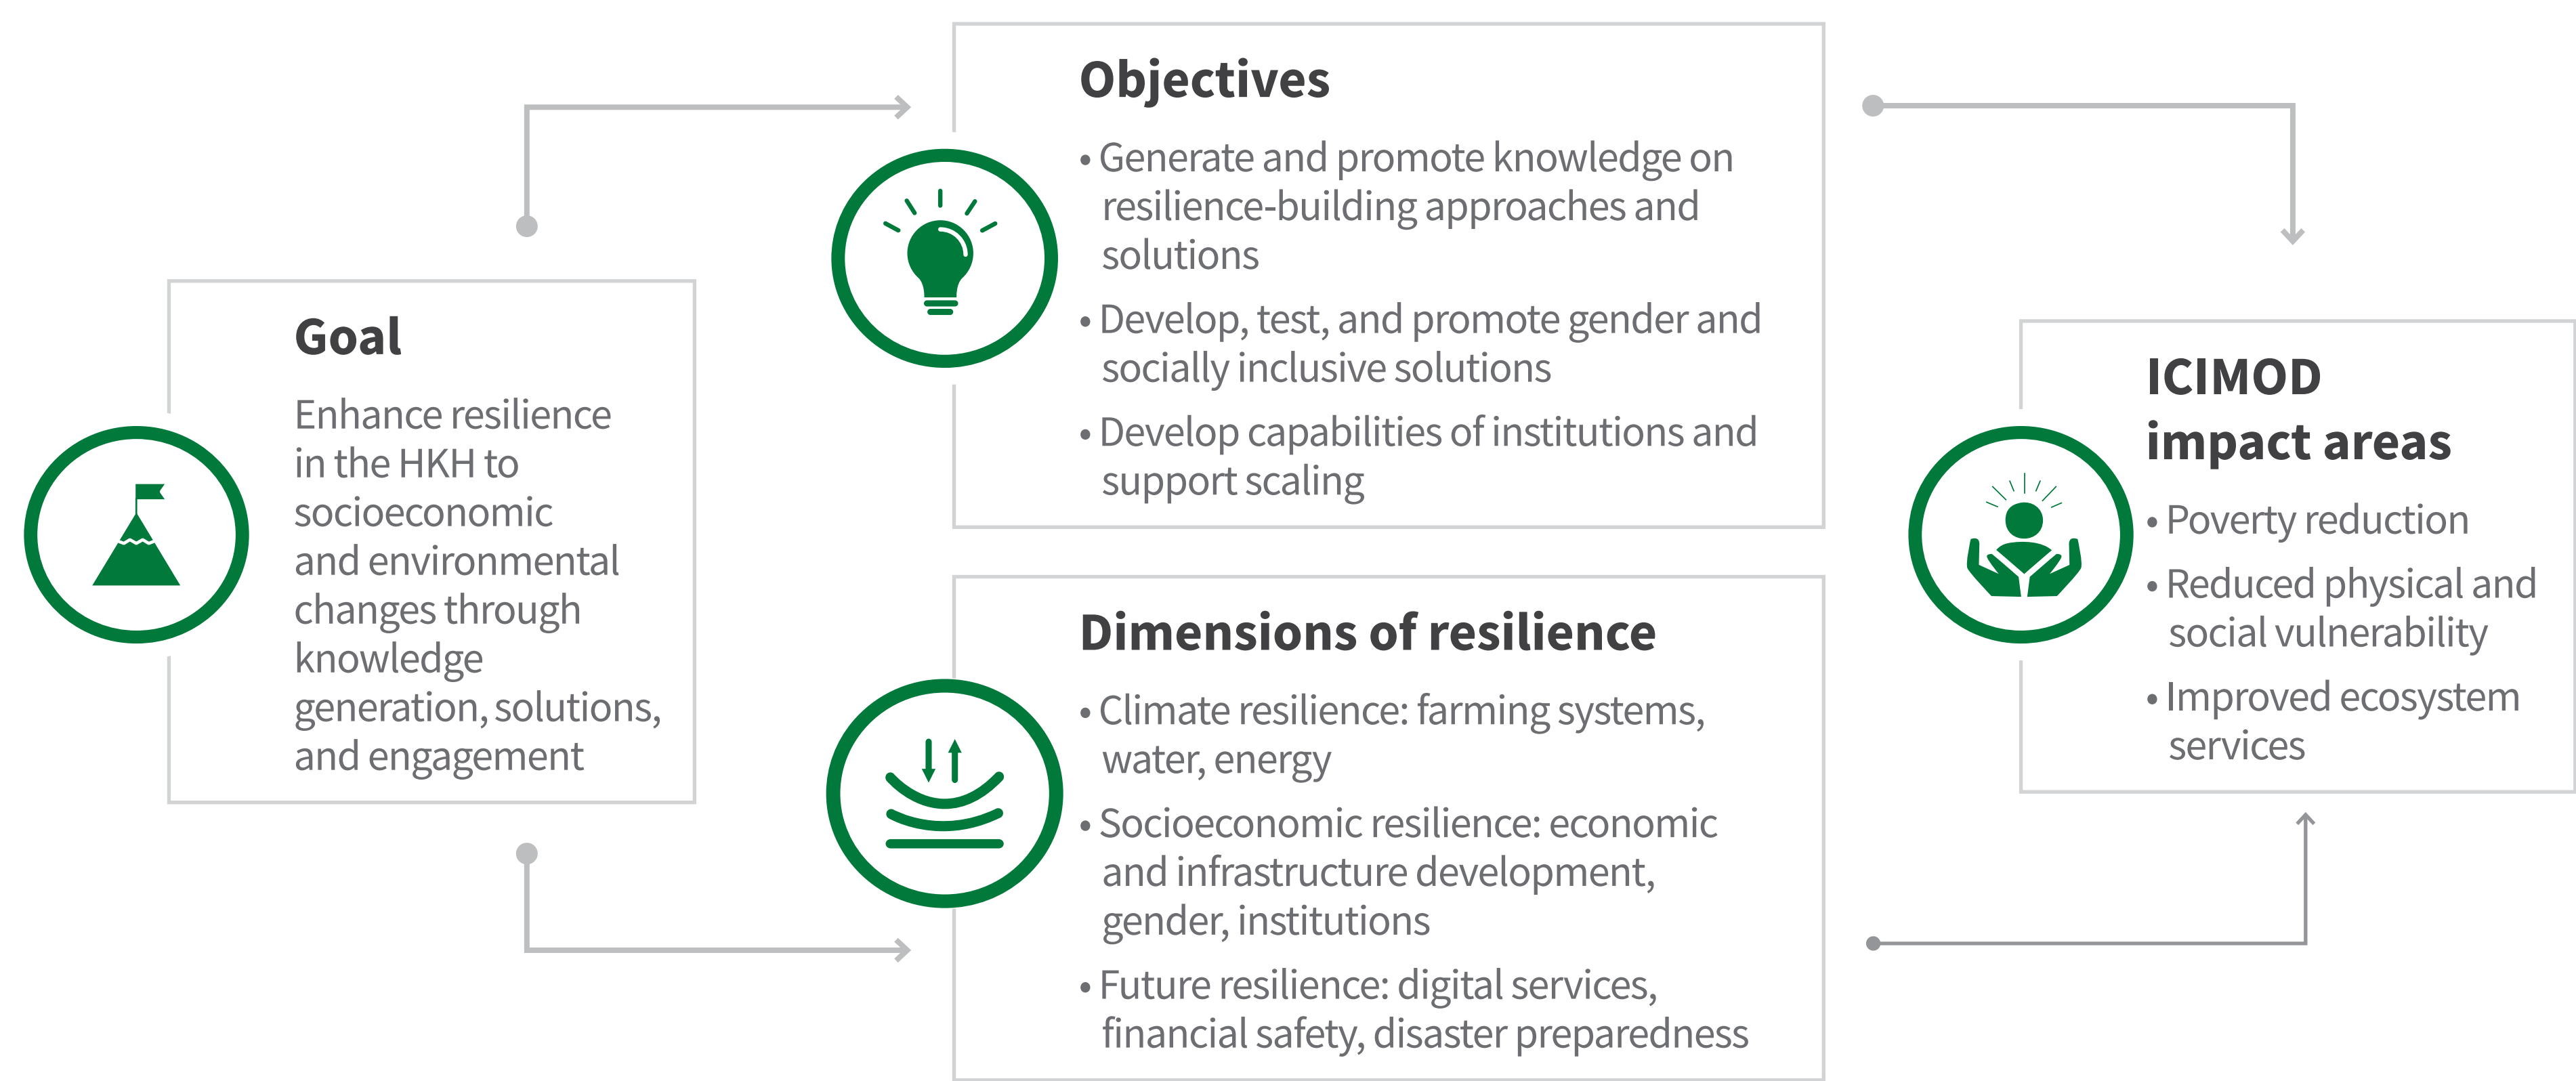 Goal
Enhance resilience
in the HKH to
socioeconomic
and environmental
changes through
knowledge
generation, solutions,
and engagement
Objectives
• Generate and promote knowledge on
resilience-building approaches and
solutions
• Develop, test, and promote gender and
socially inclusive solutions
• Develop capabilities of institutions and
support scaling
Dimensions of resilience
• Climate resilience: farming systems,
water, energy
• Socioeconomic resilience: economic
and infrastructure development,
gender, institutions
• Future resilience: digital services,
financial safety, disaster preparedness
ICIMOD
impact areas
• Poverty reduction
• Reduced physical and
social vulnerability
• Improved ecosystem
services